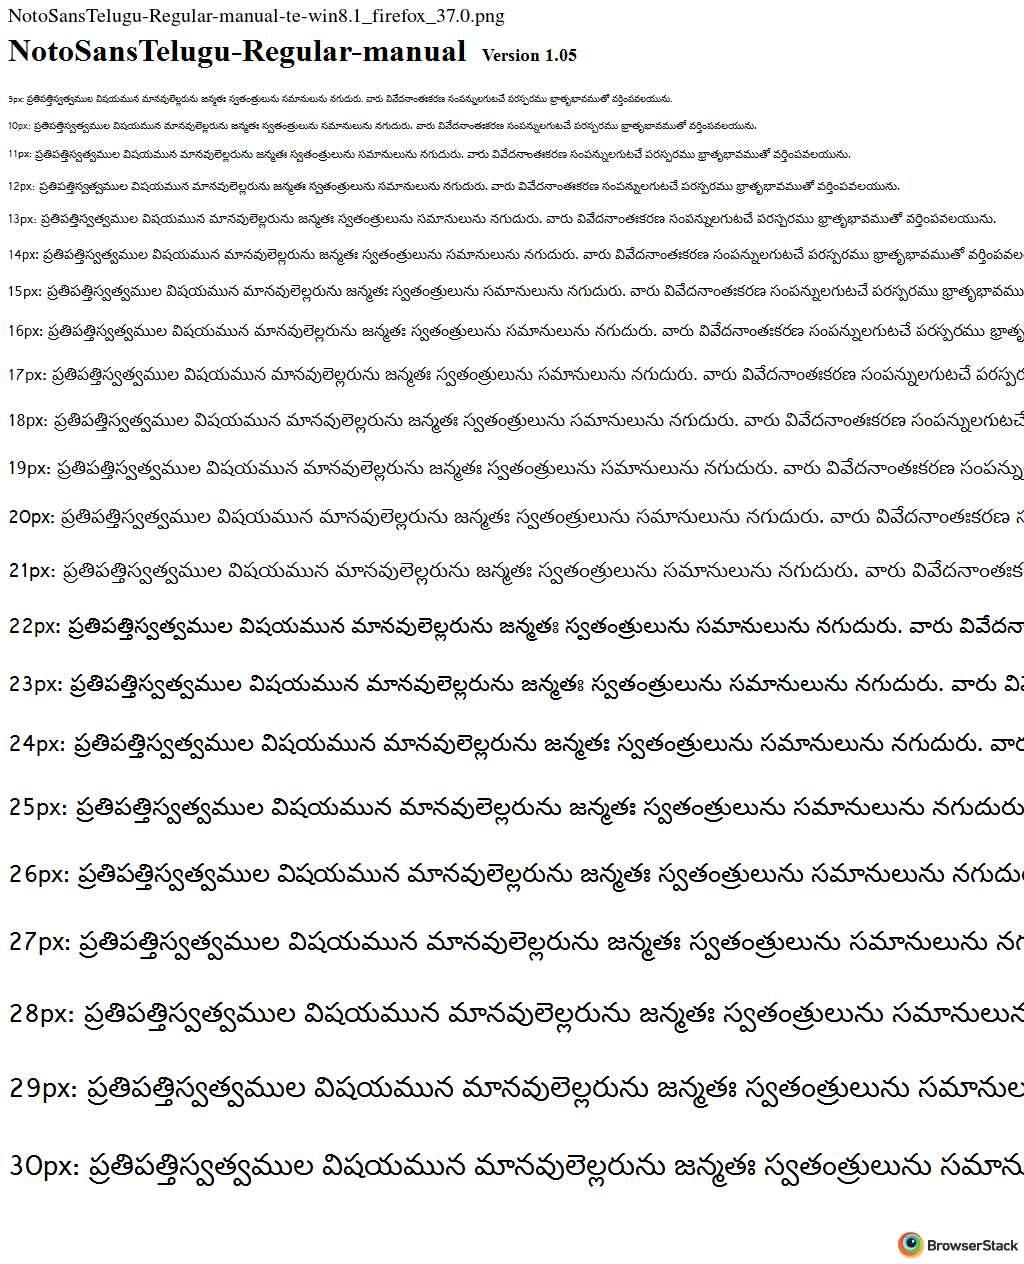 NotoSansTelugu-Regular-manual-te-win8.1_firefox_37.0.png
NotoSansTelugu-Regular-manual Version 1.05
9px: ప్రతిపత్తిస్వత్వముల విషయమున మానవులెల్లరును జన్మతః స్వతంత్రులును సమానులును నగుదురు. వారు వివేదనాంతఃకరణ సంపన్నులగుటచే పరస్పరము భ్రాతృభావముతో వర్తింపవలయును.
10px: ప్రతిపత్తిస్వత్వముల విషయమున మానవులెల్లరును జన్మతః స్వతంత్రులును సమానులును నగుదురు. వారు వివేదనాంతఃకరణ సంపన్నులగుటచే పరస్పరము భ్రాతృభావముతో వర్తింపవలయును.
11px: ప్రతిపత్తిస్వత్వముల విషయమున మానవులెల్లరును జన్మతః స్వతంత్రులును సమానులును నగుదురు. వారు వివేదనాంతఃకరణ సంపన్నులగుటచే పరస్పరము భ్రాతృభావముతో వర్తింపవలయును.
12px: ప్రతిపత్తిస్వత్వముల విషయమున మానవులెల్లరును జన్మతః స్వతంత్రులును సమానులును నగుదురు. వారు వివేదనాంతఃకరణ సంపన్నులగుటచే పరస్పరము భ్రాతృభావముతో వర్తింపవలయును.
13px: ప్రతిపత్తిస్వత్వముల విషయమున మానవులెల్లరును జన్మతః స్వతంత్రులును సమానులును నగుదురు. వారు వివేదనాంతఃకరణ సంపన్నులగుటచే పరస్పరము భ్రాతృభావముతో వర్తింపవలయును.
14px: ప్రతిపత్తిస్వత్వముల విషయమున మానవులెల్లరును జన్మతః స్వతంత్రులును సమానులును నగుదురు. వారు వివేదనాంతఃకరణ సంపన్నులగుటచే పరస్పరము భ్రాతృభావముతో వర్తింపవల
15px: ప్రతిపత్తిస్వత్వముల విషయమున మానవులెల్లరును జన్మతః స్వతంత్రులును సమానులును నగుదురు. వారు వివేదనాంతఃకరణ సంపన్నులగుటచే పరస్పరము భ్రాతృభావము
16px: ప్రతిపత్తిస్వత్వముల విషయమున మానవులెల్లరును జన్మతః స్వతంత్రులును సమానులును నగుదురు. వారు వివేదనాంతఃకరణ సంపన్నులగుటచే పరస్పరము భ్రాతృ
17px: ప్రతిపత్తిస్వత్వముల విషయమున మానవులెల్లరును జన్మతః స్వతంత్రులును సమానులును నగుదురు. వారు వివేదనాంతఃకరణ సంపన్నులగుటచే పరస్పర
18px: ప్రతిపత్తిస్వత్వముల విషయమున మానవులెల్లరును జన్మతః స్వతంత్రులును సమానులును నగుదురు. వారు వివేదనాంతఃకరణ సంపన్నులగుటచే
19px: ప్రతిపత్తిస్వత్వముల విషయమున మానవులెల్లరును జన్మతః స్వతంత్రులును సమానులును నగుదురు. వారు వివేదనాంతఃకరణ సంపన్ను
20px: ప్రతిపత్తిస్వత్వముల విషయమున మానవులెల్లరును జన్మతః స్వతంత్రులును సమానులును నగుదురు. వారు వివేదనాంతఃకరణ
21px: ప్రతిపత్తిస్వత్వముల విషయమున మానవులెల్లరును జన్మతః స్వతంత్రులును సమానులును నగుదురు. వారు వివేదనాంతఃక
22px: ప్రతిపత్తిస్వత్వముల విషయమున మానవులెల్లరును జన్మతః స్వతంత్రులును సమానులును నగుదురు. వారు వివేదనా
23px: ప్రతిపత్తిస్వత్వముల విషయమున మానవులెల్లరును జన్మతః స్వతంత్రులును సమానులును నగుదురు. వారు వివే
24px: ప్రతిపత్తిస్వత్వముల విషయమున మానవులెల్లరును జన్మతః స్వతంత్రులును సమానులును నగుదురు. వార
25px: ప్రతిపత్తిస్వత్వముల విషయమున మానవులెల్లరును జన్మతః స్వతంత్రులును సమానులును నగుదురు
26px: ప్రతిపత్తిస్వత్వముల విషయమున మానవులెల్లరును జన్మతః స్వతంత్రులును సమానులును నగుదు
27px: ప్రతిపత్తిస్వత్వముల విషయమున మానవులెల్లరును జన్మతః స్వతంత్రులును సమానులును నగ
28px: ప్రతిపత్తిస్వత్వముల విషయమున మానవులెల్లరును జన్మతః స్వతంత్రులును సమానులున
29px: ప్రతిపత్తిస్వత్వముల విషయమున మానవులెల్లరును జన్మతః స్వతంత్రులును సమానుల
30px: ప్రతిపత్తిస్వత్వముల విషయమున మానవులెల్లరును జన్మతః స్వతంత్రులును సమాను
BrowserStack